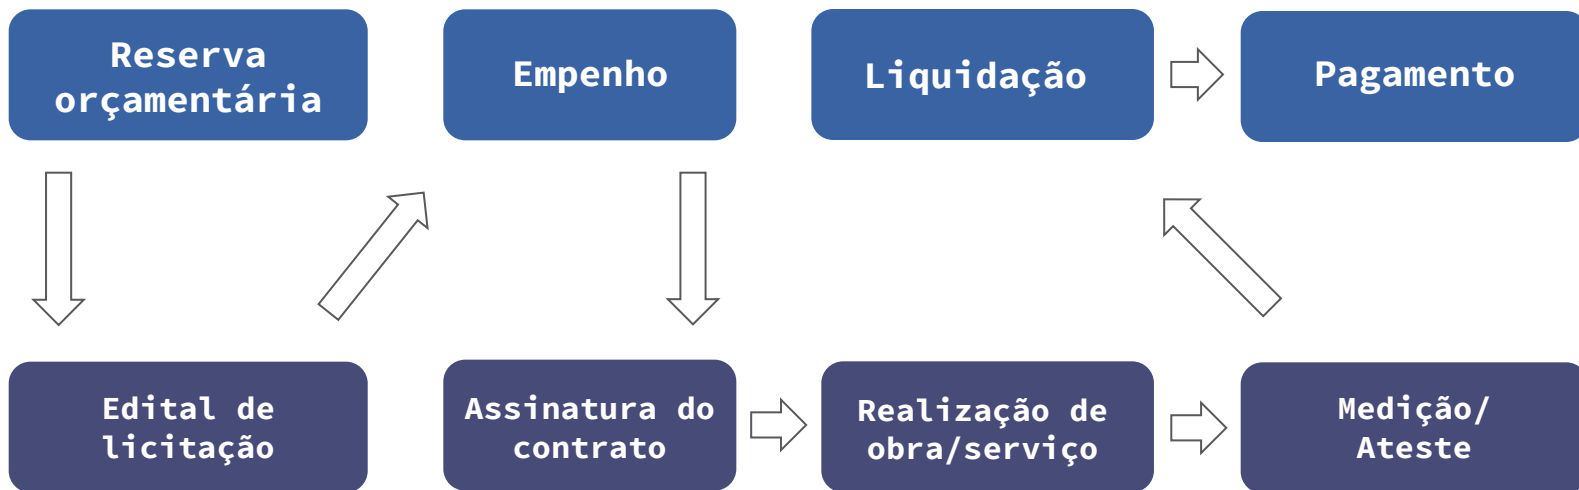 Reserva
orçamentária
Empenho
Liquidação
Pagamento
Edital de
licitação
Assinatura do
contrato
Realização de
obra/serviço
Medição/
Ateste